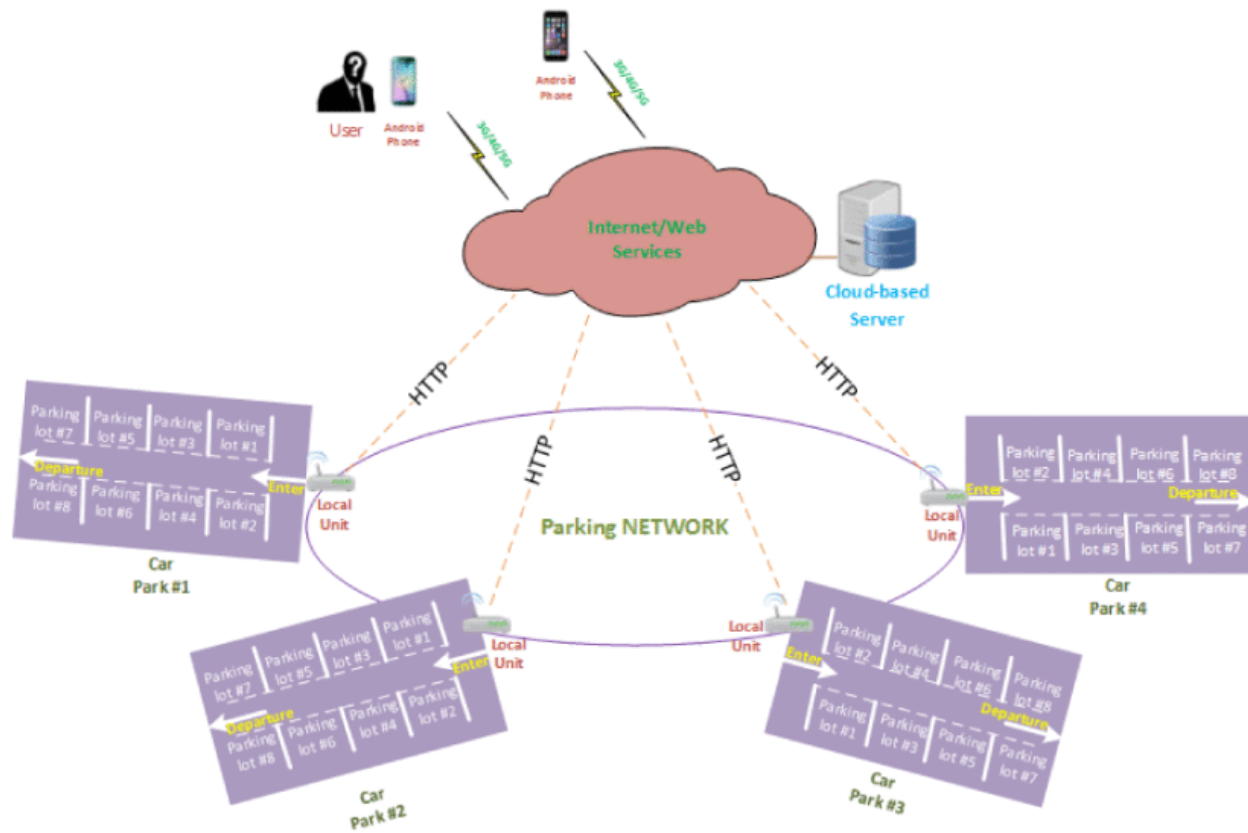 Android
Phone
3G/4G/5G
User
Android
Phone
3G/4G/5G
Internet/Web
Services
Cloud-based
Server
HTTP
HTTP
HTTP
HTTP
Parking NETWORK
Parking
lot #7
Parking
lot #5
Parking
lot #3
Parking
lot #1
Departure
Enter
Parking
lot #8
Parking
lot #6
Parking
lot #4
Parking
lot #2
Local
Unit
Car
Park #1
Parking
lot #7
Parking
lot #5
Parking
lot #3
Parking
lot #1
Departure
Enter
Parking
lot #8
Parking
lot #6
Parking
lot #4
Parking
lot #2
Local
Unit
Car
Park #2
Local
Unit
Parking
lot #2
Parking
lot #4
Parking
lot #6
Parking
lot #8
Enter
Departure
Parking
lot #1
Parking
lot #3
Parking
lot #5
Parking
lot #7
Car
Park #3
Local
Unit
Parking
lot #2
Parking
lot #4
Parking
lot #6
Parking
lot #8
Enter
Departure
Parking
lot #1
Parking
lot #3
Parking
lot #5
Parking
lot #7
Car
Park #4